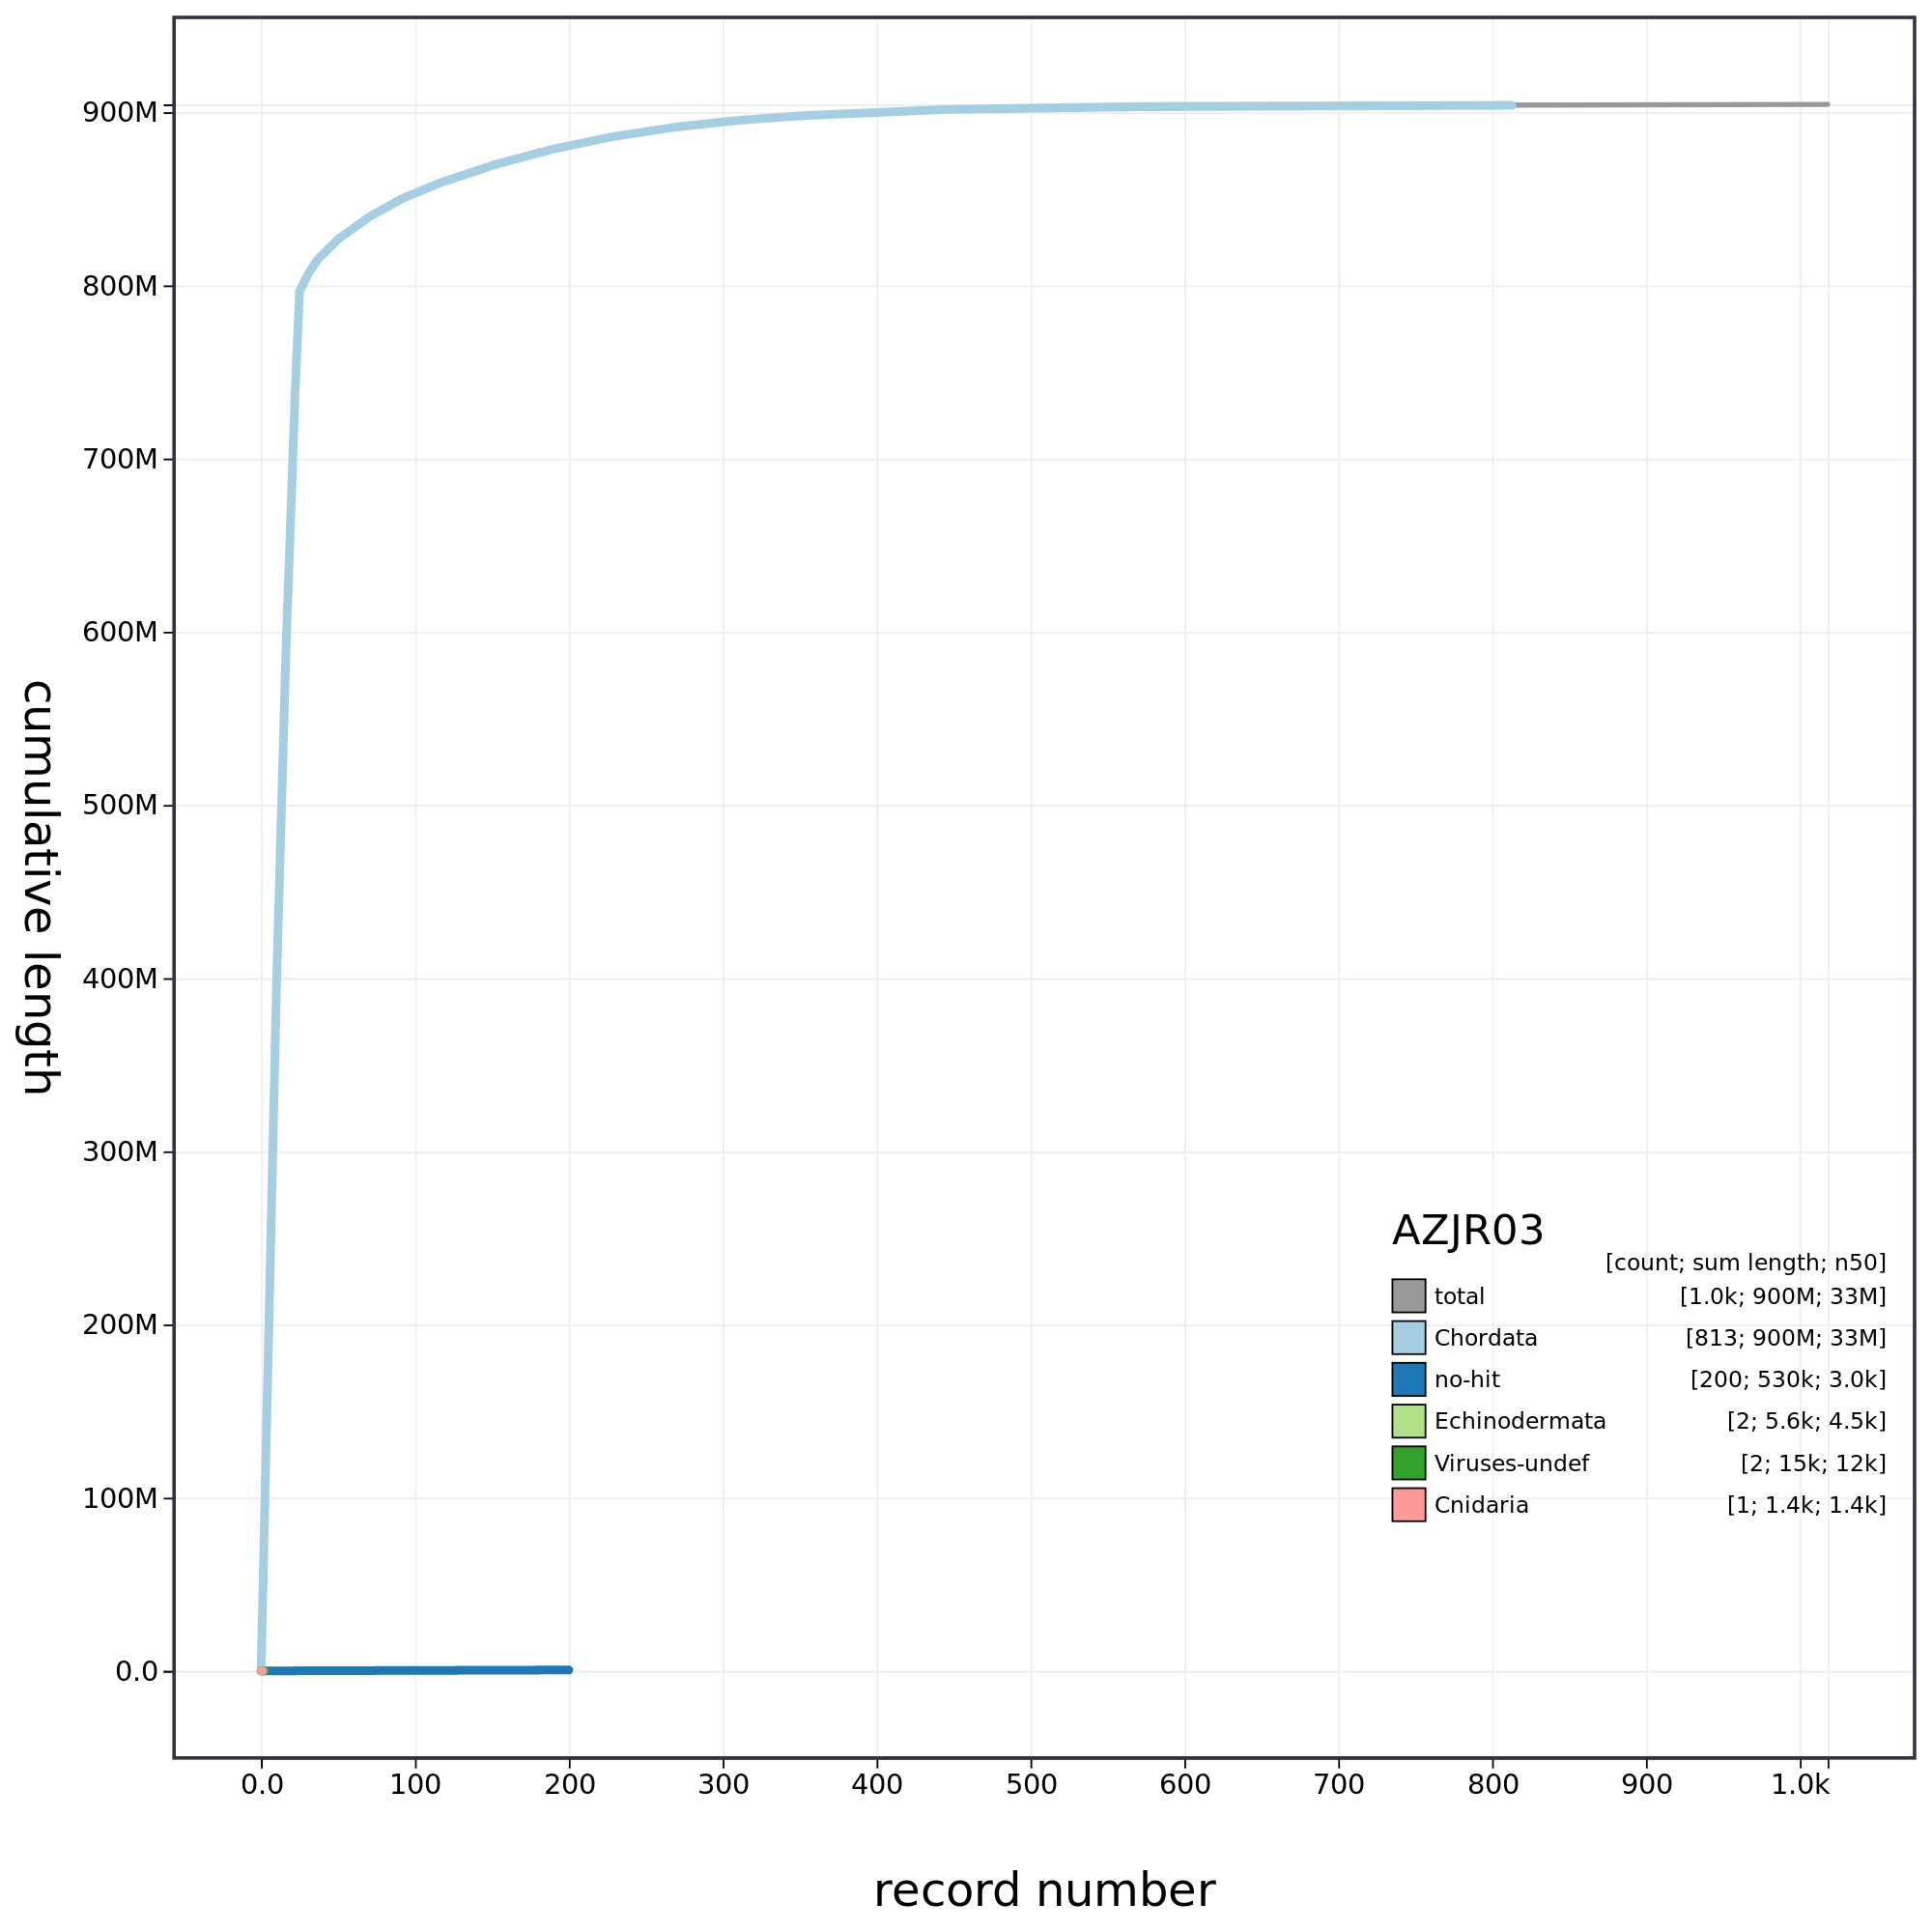 900M
800M
700M
600M
500M
400M
300M
200M
100M
0.0
cumulative length
AZJR03
[count; sum length; n50]
total [1.0k; 900M; 33M]
Chordata [813; 900M; 33M]
no-hit [200; 530k; 3.0k]
Echinodermata [2; 5.6k; 4.5k]
Viruses-undef [2; 15k; 12k]
Cnidaria [1; 1.4k; 1.4k]
0.0 100 200 300 400 500 600 700 800 900 1.0k
record number